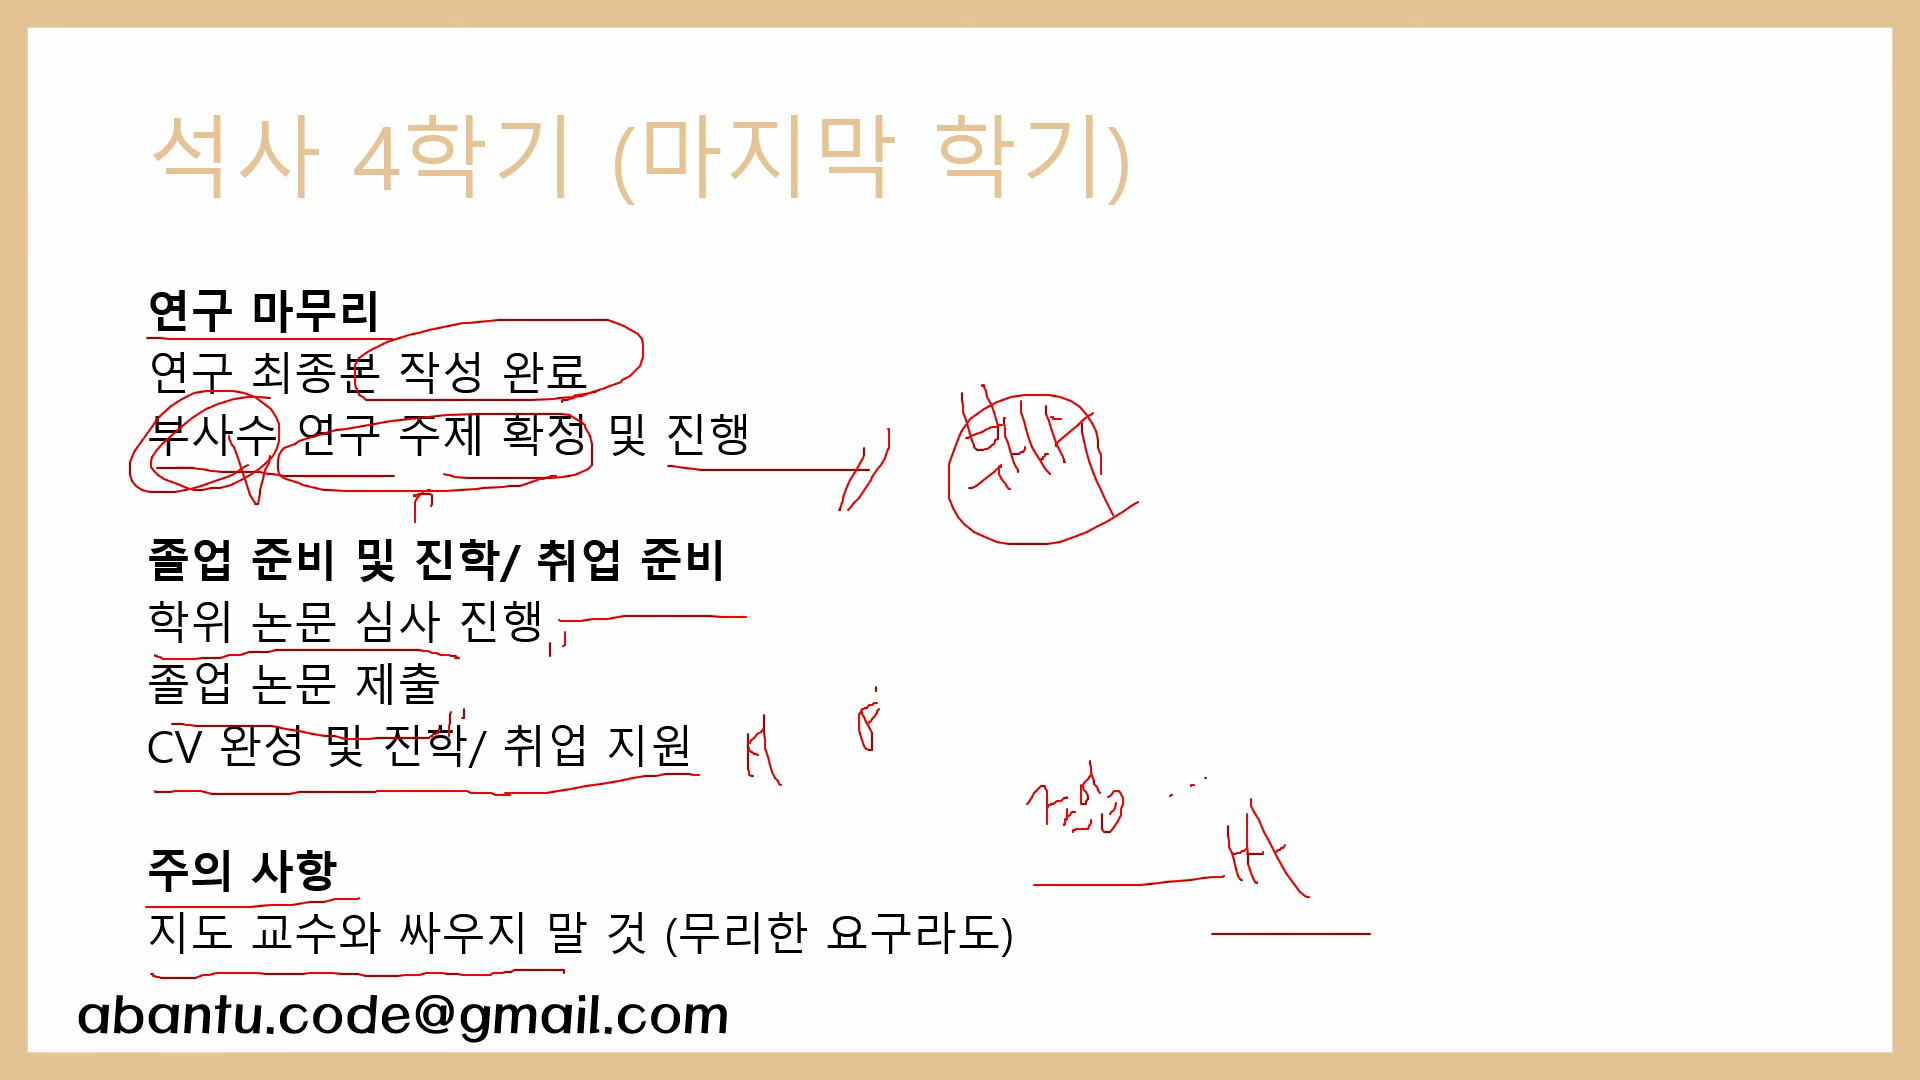 석사 4학기 (마지막 학기)
연구 마무리
연구 최종본 작성 완료
부사수 연구 주제 확정 및 진행
졸업 준비 및 진학/ 취업 준비
학위 논문 심사 진행
졸업 논문 제출
CV 완성 및 진학/ 취업 지원
주의 사항
지도 교수와 싸우지 말 것 (무리한 요구라도)
abantu.code@gmail.com